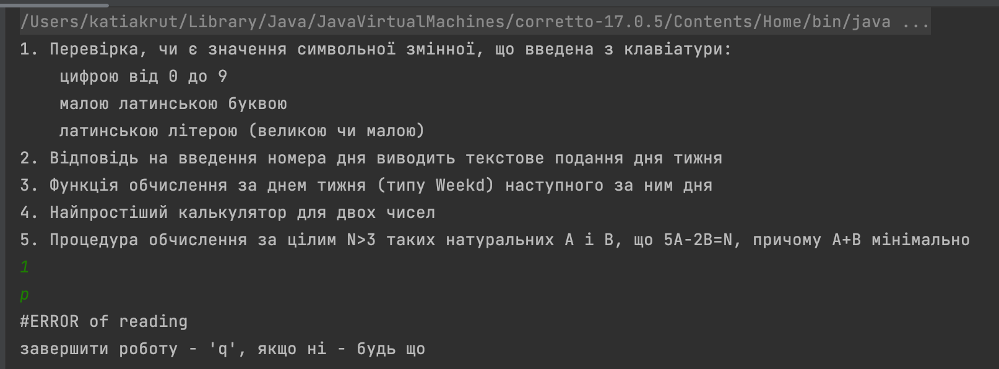 /Users/katiakrut/Library/Java/JavaVirtualMachines/corretto-17.0.5/Contents/Home/bin/java ...
1. Перевірка, чи є значення символьної змінної, що введена з клавіатури:
цифрою від 0 до 9
малою латинською буквою
латинською літерою (великою чи малою)
2. Відповідь на введення номера дня виводить текстове подання дня тижня
3. Функція обчислення за днем тижня (типу Weekd) наступного за ним дня
4. Найпростіший калькулятор для двох чисел
5. Процедура обчислення за цілим N>3 таких натуральних A і B, що 5A-2B=N, причому A+B мінімально
1
p
#ERROR of reading
завершити роботу - 'q', якщо ні - будь що